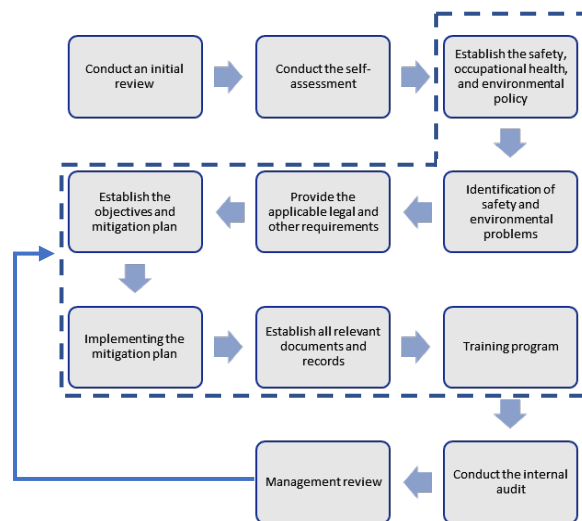 Conduct an initial
review
Conduct the self-
assessment
Establish the safety,
occupational health,
and environmental
policy
Identification of
safety and
environmental
problems
Provide the
applicable legal and
other requirements
Establish the
objectives and
mitigation plan
Implementing the
mitigation plan
Establish all relevant
documents and
records
Training program
Conduct the internal
audit
Management review